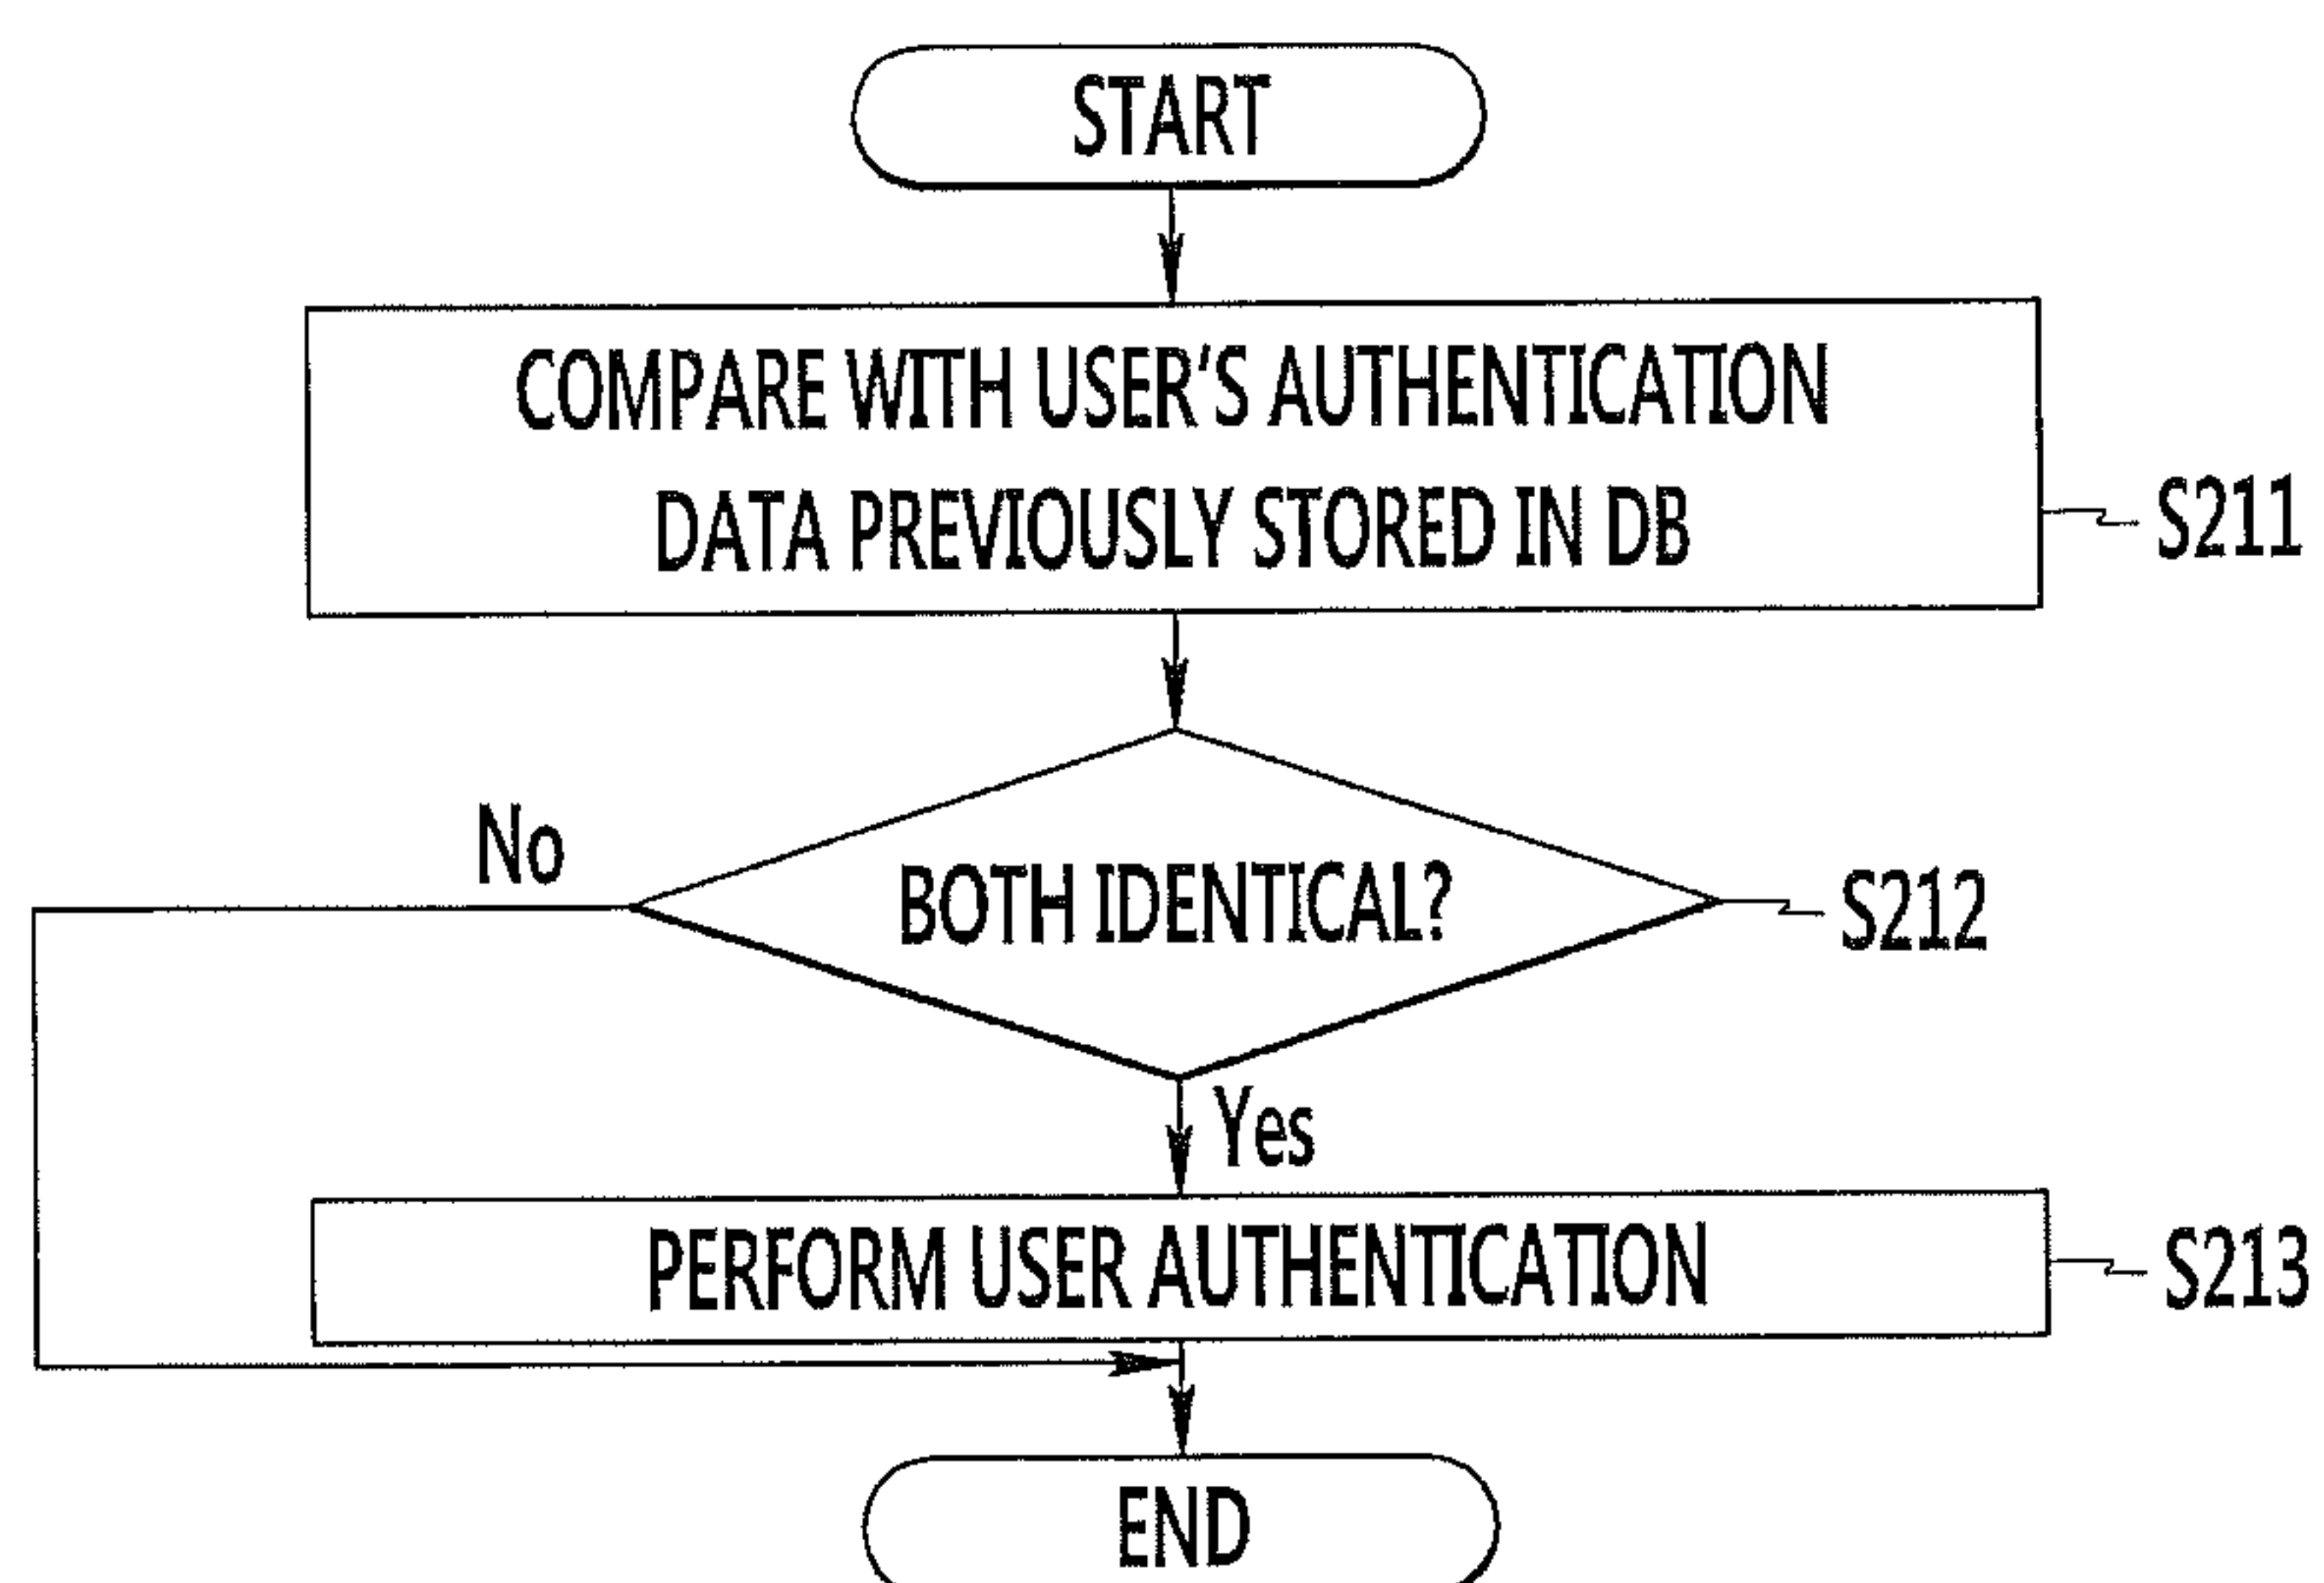 START
COMPARE WITH USER'S AUTHENTICATION
DATA PREVIOUSLY STORED IN DB
S211
No
BOTH IDENTICAL?
S212
Yes
PERFORM USER AUTHENTICATION
S213
END